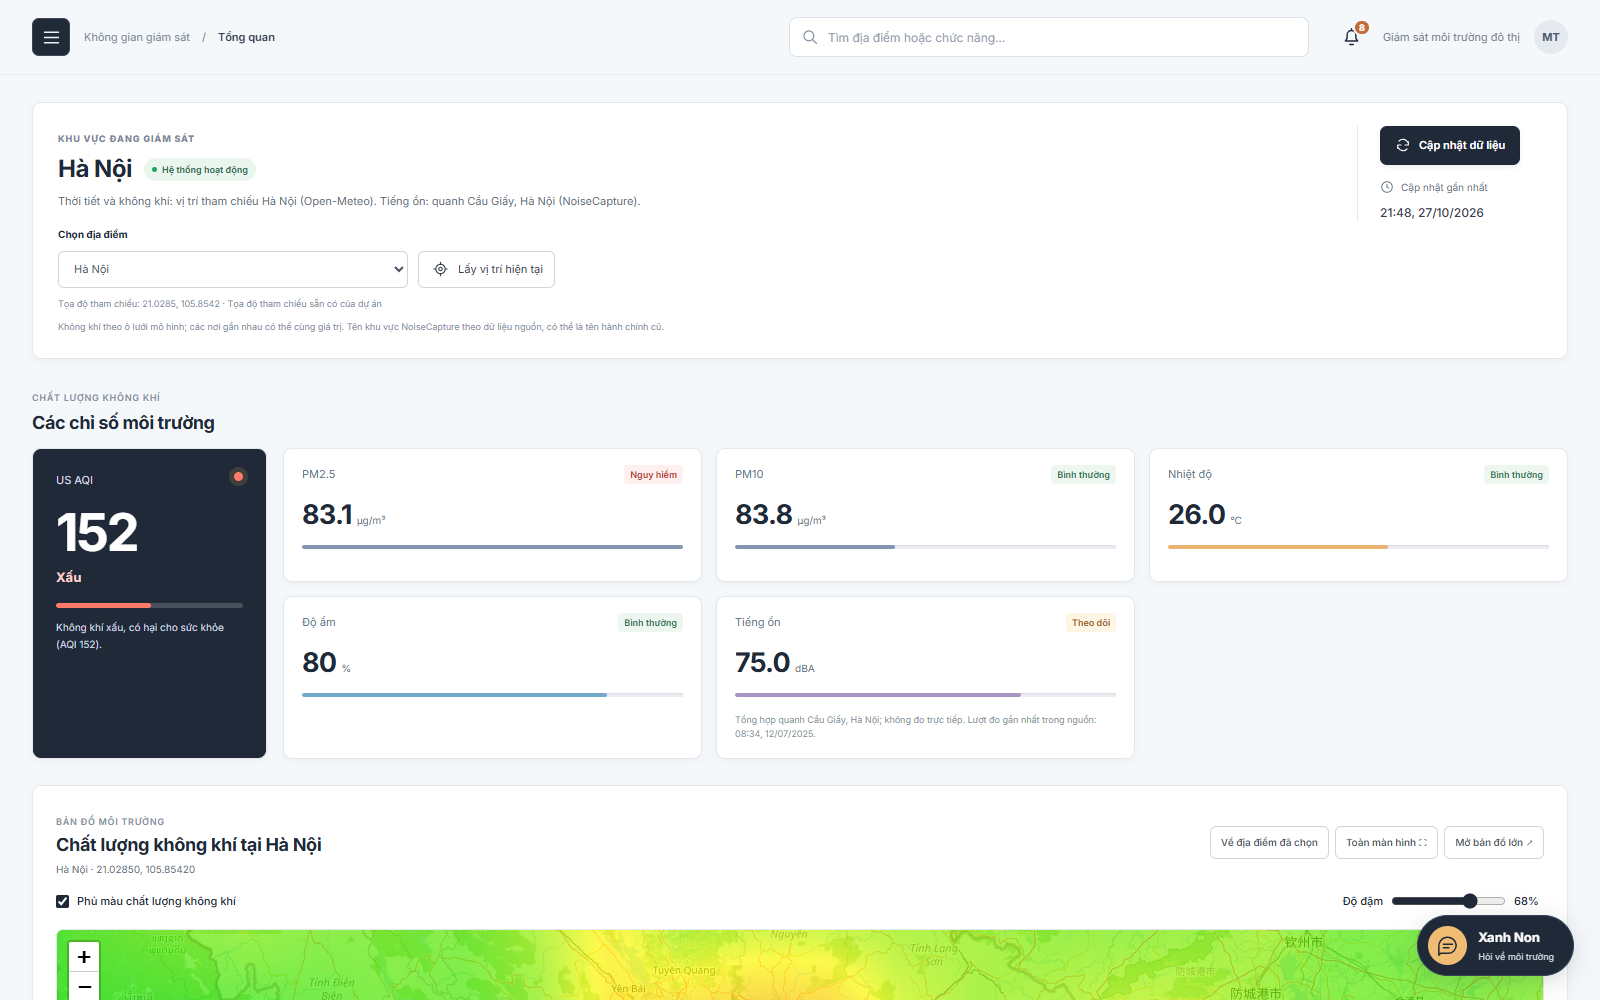 Không gian giám sát / Tổng quan
Tìm địa điểm hoặc chức năng...
8
Giám sát môi trường đô thị
MT
KHU VỰC ĐANG GIÁM SÁT
Hà Nội
Hệ thống hoạt động
Thời tiết và không khí: vị trí tham chiếu Hà Nội (Open-Meteo). Tiếng ồn: quanh Cầu Giấy, Hà Nội (NoiseCapture).
Chọn địa điểm
Hà Nội
Lấy vị trí hiện tại
Tọa độ tham chiếu: 21.0285, 105.8542 · Tọa độ tham chiếu sẵn có của dự án
Không khí theo ô lưới mô hình; các nơi gần nhau có thể cùng giá trị. Tên khu vực NoiseCapture theo dữ liệu nguồn, có thể là tên hành chính cũ.
Cập nhật dữ liệu
Cập nhật gần nhất
21:48, 27/10/2026
CHẤT LƯỢNG KHÔNG KHÍ
Các chỉ số môi trường
US AQI
152
Xấu
Không khí xấu, có hại cho sức khỏe
(AQI 152).
PM2.5
Nguy hiểm
83.1 µg/m³
PM10
Bình thường
83.8 µg/m³
Nhiệt độ
Bình thường
26.0 °C
Độ ẩm
Bình thường
80 %
Tiếng ồn
Theo dõi
75.0 dBA
Tổng hợp quanh Cầu Giấy, Hà Nội; không đo trực tiếp. Lượt đo gần nhất trong nguồn:
08:34, 12/07/2025.
BẢN ĐỒ MÔI TRƯỜNG
Chất lượng không khí tại Hà Nội
Hà Nội · 21.02850, 105.85420
Về địa điểm đã chọn
Toàn màn hình
Mở bản đồ lớn
Phủ màu chất lượng không khí
Độ đậm
68%
+
−
Tỉnh Điện
Biên
Tuyên Quang
Yên Bái
Nguyên
Tỉnh Lạng
Sơn
钦州市
防城港市
防城港市
Xanh Non
Hỏi về môi trường